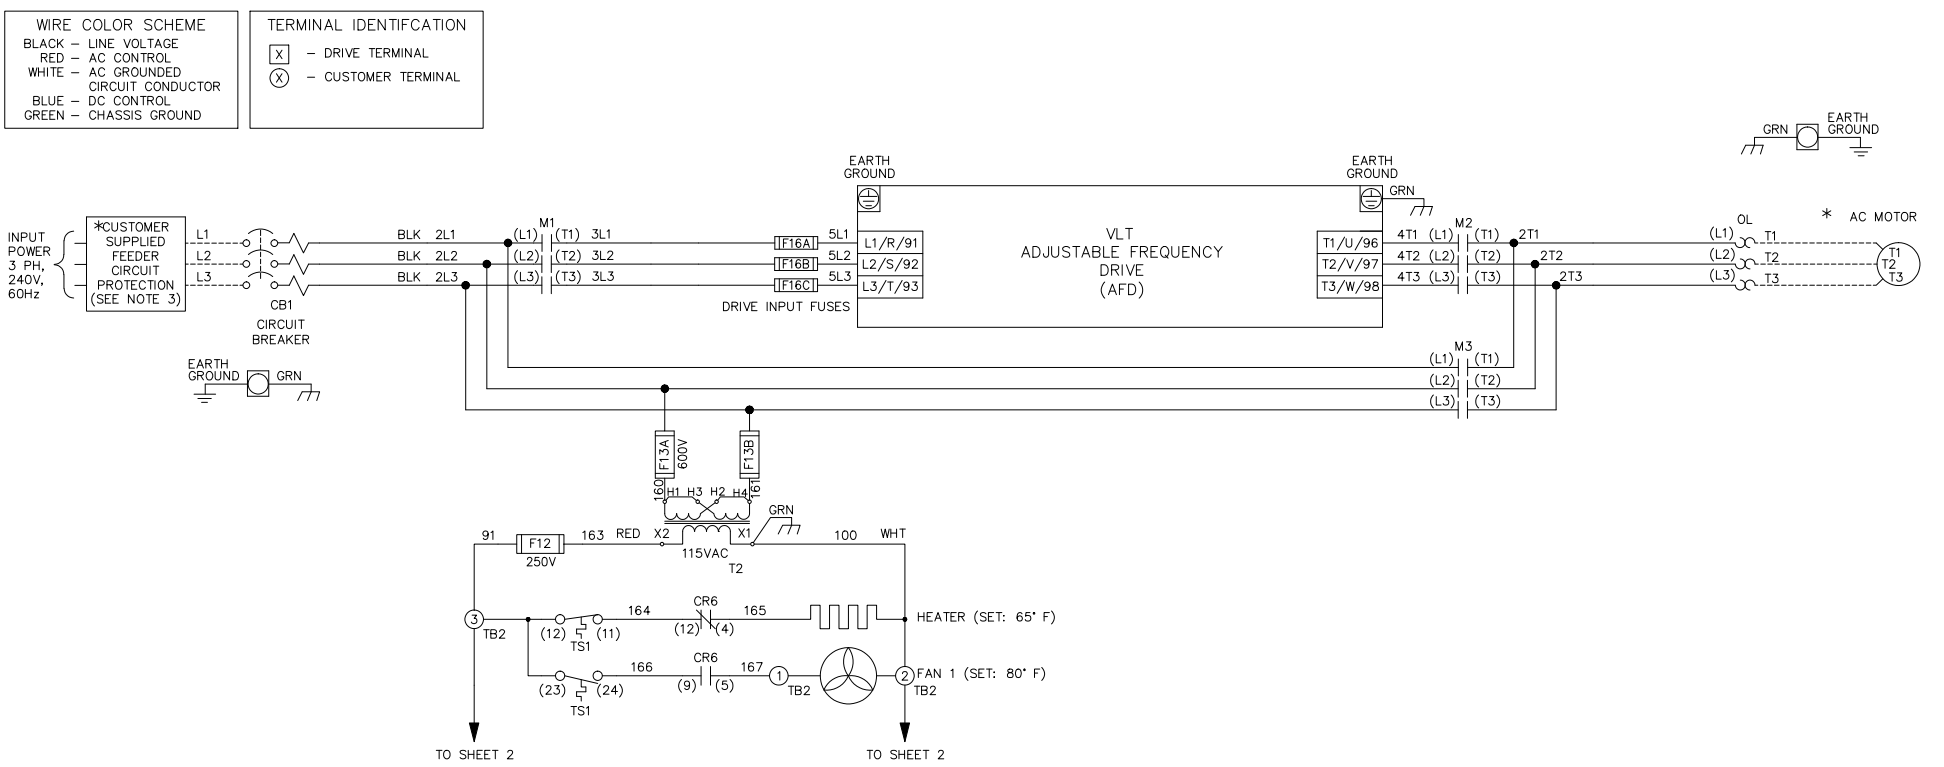 WIRE COLOR SCHEME
BLACK – LINE VOLTAGE
RED – AC CONTROL
WHITE – AC GROUNDED
CIRCUIT CONDUCTOR
BLUE – DC CONTROL
GREEN – CHASSIS GROUND
TERMINAL IDENTIFCATION
X – DRIVE TERMINAL
X – CUSTOMER TERMINAL
GRN
EARTH
GROUND
INPUT
POWER
3 PH,
240V,
60Hz
*CUSTOMER
SUPPLIED
FEEDER
CIRCUIT
PROTECTION
(SEE NOTE 3)
L1
L2
L3
CB1
CIRCUIT
BREAKER
BLK 2L1
BLK 2L2
BLK 2L3
M1
(L1) (T1) 3L1
(L2) (T2) 3L2
(L3) (T3) 3L3
F16A
F16B
F16C
DRIVE INPUT FUSES
5L1
5L2
5L3
EARTH
GROUND
L1/R/91
L2/S/92
L3/T/93
VLT
ADJUSTABLE FREQUENCY
DRIVE
(AFD)
EARTH
GROUND
GRN
T1/U/96
T2/V/97
T3/W/98
4T1 (L1) (T1) 2T1
4T2 (L2) (T2) 2T2
4T3 (L3) (T3) 2T3
M2
OL
(L1) T1
(L2) T2
(L3) T3
* AC MOTOR
T1
T2
T3
M3
(L1) (T1)
(L2) (T2)
(L3) (T3)
EARTH
GROUND
GRN
F13A
600V
F13B
160
161
H1 H3 H2 H4
GRN
91
F12
250V
163 RED X2
X1
115VAC
T2
100 WHT
3
TB2
(12) (11)
TS1
164
CR6
(12) (4)
165
HEATER (SET: 65° F)
(23) (24)
TS1
166
CR6
(9) (5)
167
1
TB2
2
TB2
FAN 1 (SET: 80° F)
TO SHEET 2
TO SHEET 2